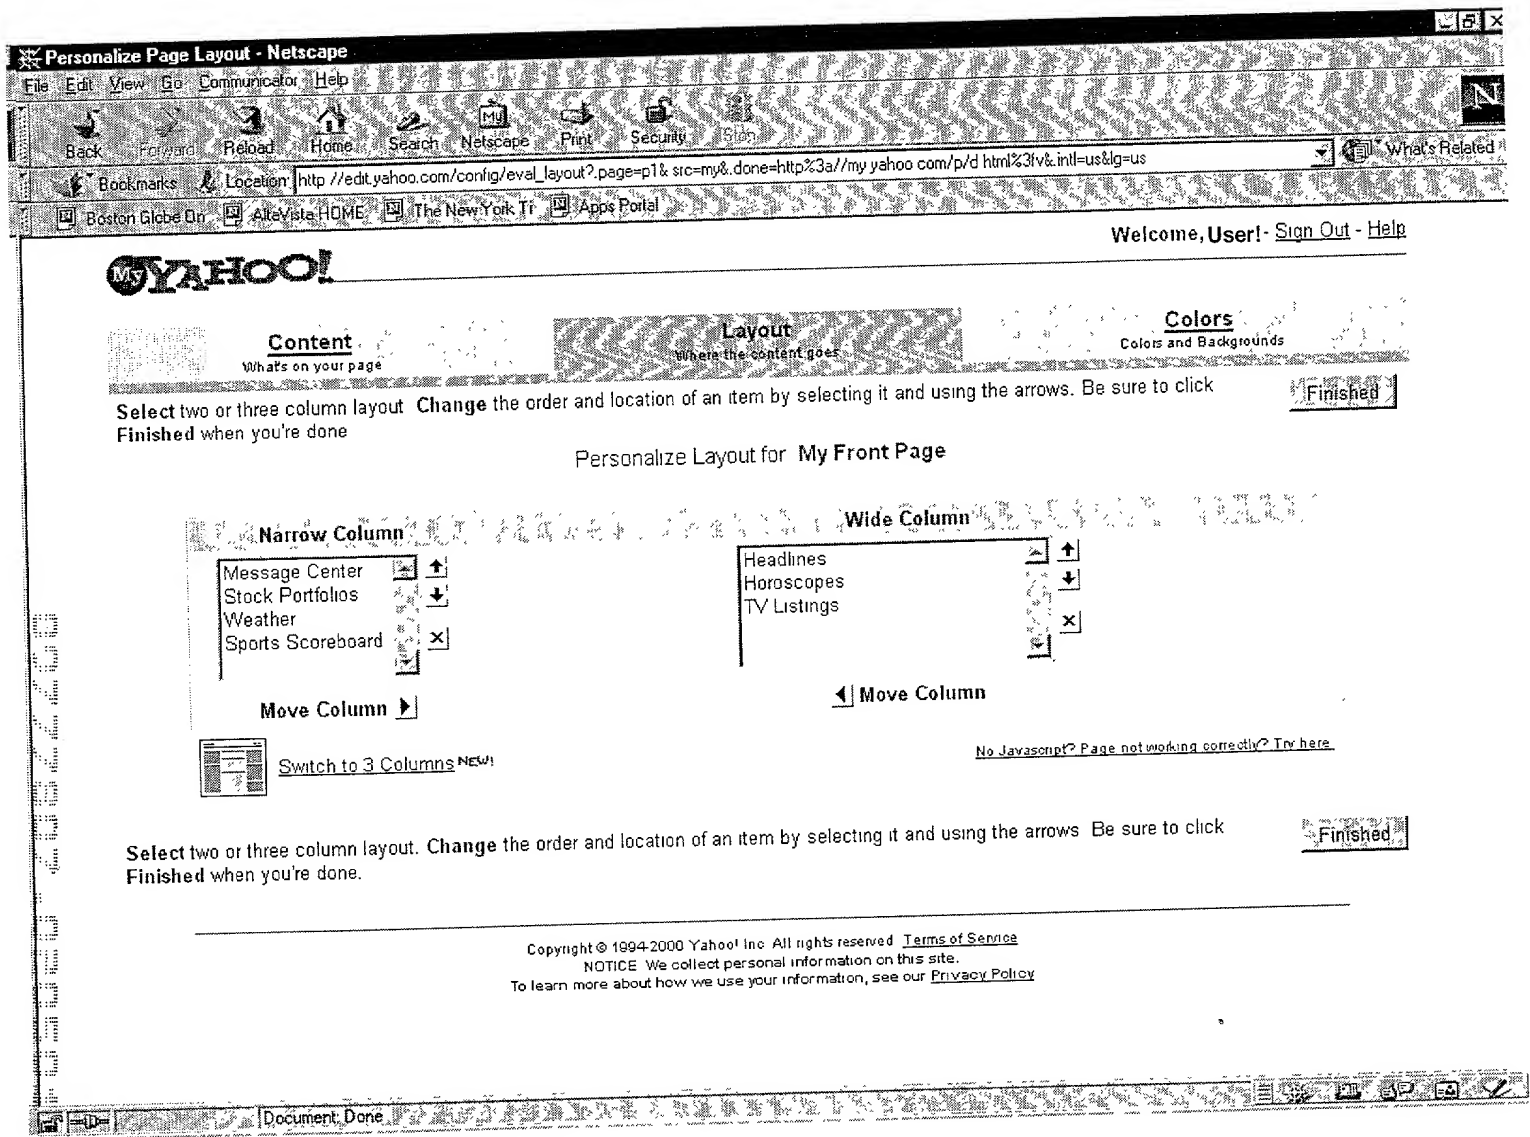 Personalize Page Layout - Netscape
File Edit View Go Communicator Help
Back Forward Reload Home Search Netscape Print Security Stop
Bookmarks Location: http //edit.yahoo.com/config/eval_layout?.page=p1& src=my&.done=http%3a//my yahoo com/p/d html%3fv&.intl=us&lg=us What's Related
Boston Globe On AltaVista HOME The New York Ti Apps Portal
Welcome, User! - Sign Out - Help
My YAHOO!
Content Layout Colors
What's on your page Where the content goes Colors and Backgrounds
Select two or three column layout Change the order and location of an item by selecting it and using the arrows. Be sure to click
Finished when you're done
Finished
Personalize Layout for My Front Page
Narrow Column
Message Center
Stock Portfolios
Weather
Sports Scoreboard
Move Column
Wide Column
Headlines
Horoscopes
TV Listings
Move Column
Switch to 3 Columns NEW!
No Javascript? Page not working correctly? Try here
Select two or three column layout. Change the order and location of an item by selecting it and using the arrows Be sure to click
Finished when you're done.
Finished
Copyright © 1994-2000 Yahoo! Inc All rights reserved Terms of Service
NOTICE We collect personal information on this site.
To learn more about how we use your information, see our Privacy Policy
Document: Done